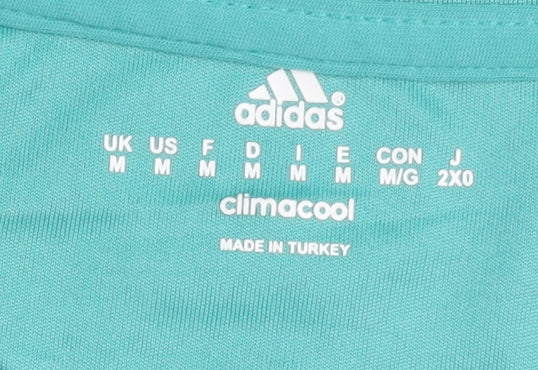 adidas®
UK US F D I E CON J
M M M M M M M/G 2X0
climacool
MADE IN TURKEY